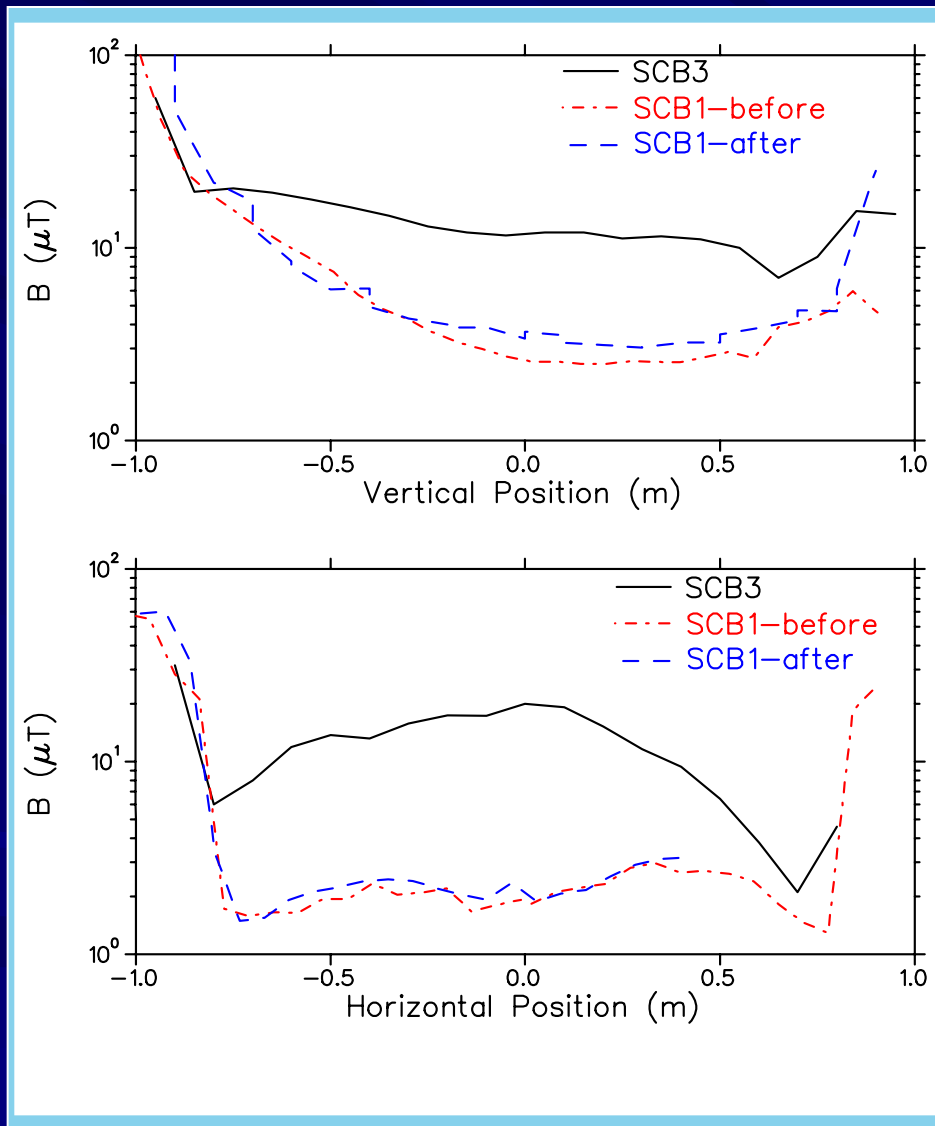 10²
SCB3
SCB1-before
SCB1-after
B (μT)
10¹
10⁰
-1.0 -0.5 0.0 0.5 1.0
Vertical Position (m)
10²
SCB3
SCB1-before
SCB1-after
B (μT)
10¹
10⁰
-1.0 -0.5 0.0 0.5 1.0
Horizontal Position (m)